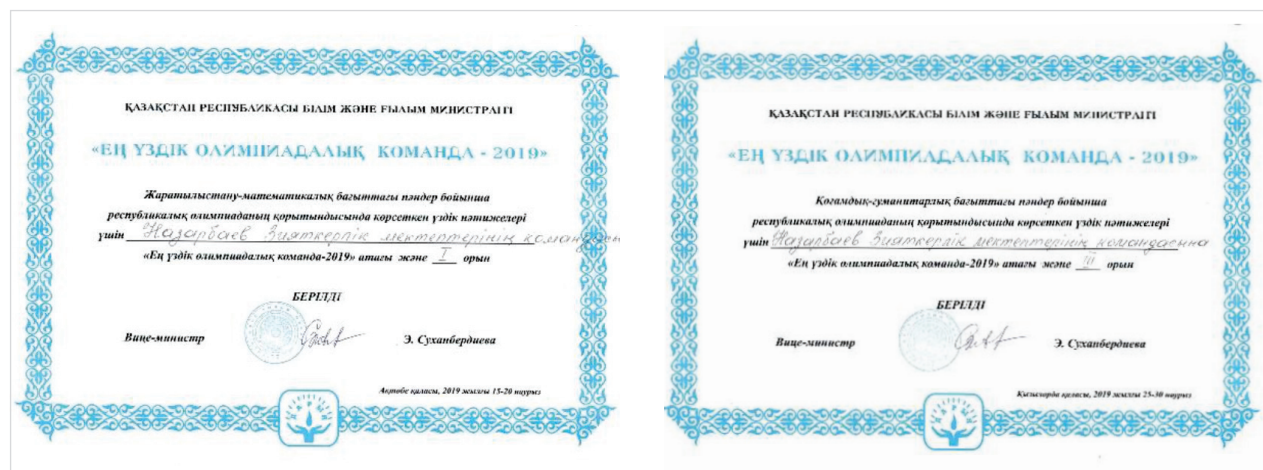 ҚАЗАҚСТАН РЕСПУБЛИКАСЫ БІЛІМ ЖӘНЕ ҒЫЛЫМ МИНИСТРЛІГІ
«ЕҢ ҮЗДІК ОЛИМПИАДАЛЫҚ КОМАНДА - 2019»
Жаратылыстану-математикалық бағыттағы пәндер бойынша
республикалық олимпиаданың қорытындысында көрсеткен үздік нәтижелері
үшін Назарбаев Зияткерлік мектептерінің командасы
«Ең үздік олимпиадалық команда-2019» атағы және I орын
БЕРІЛДІ
Вице-министр Э. Суханбердиева
Ақтөбе қаласы, 2019 жылғы 15-20 наурыз
ҚАЗАҚСТАН РЕСПУБЛИКАСЫ БІЛІМ ЖӘНЕ ҒЫЛЫМ МИНИСТРЛІГІ
«ЕҢ ҮЗДІК ОЛИМПИАДАЛЫҚ КОМАНДА - 2019»
Қоғамдық-гуманитарлық бағыттағы пәндер бойынша
республикалық олимпиаданың қорытындысында көрсеткен үздік нәтижелері
үшін Назарбаев Зияткерлік мектептерінің командасына
«Ең үздік олимпиадалық команда-2019» атағы және III орын
БЕРІЛДІ
Вице-министр Э. Суханбердиева
Қызылорда қаласы, 2019 жылғы 25-30 наурыз